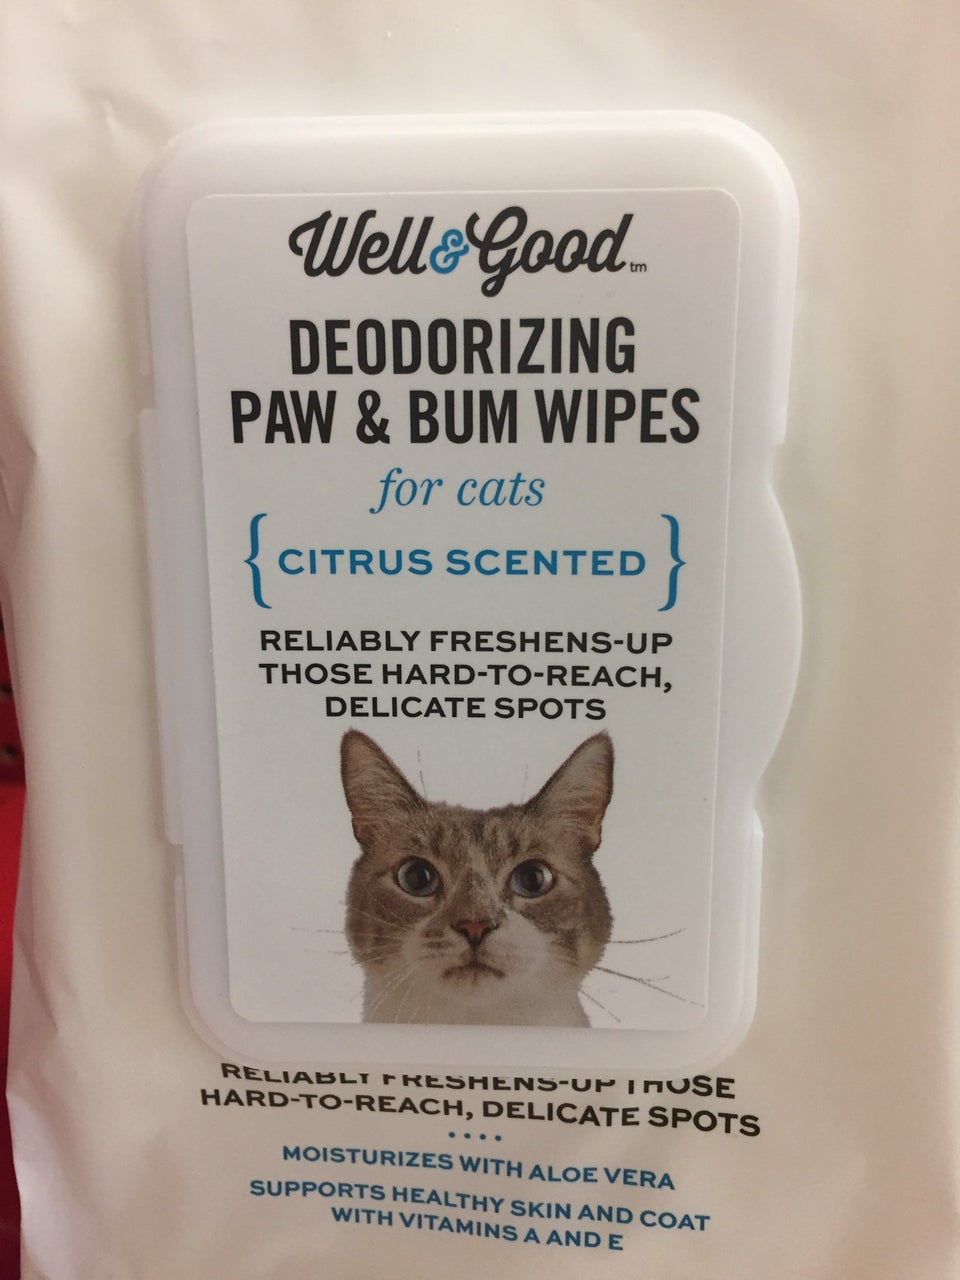 Well&Good™
DEODORIZING
PAW & BUM WIPES
for cats
{CITRUS SCENTED}
RELIABLY FRESHENS-UP
THOSE HARD-TO-REACH,
DELICATE SPOTS
RELIABLY FRESHENS-UP THOSE
HARD-TO-REACH, DELICATE SPOTS
••••
MOISTURIZES WITH ALOE VERA
SUPPORTS HEALTHY SKIN AND COAT
WITH VITAMINS A AND E